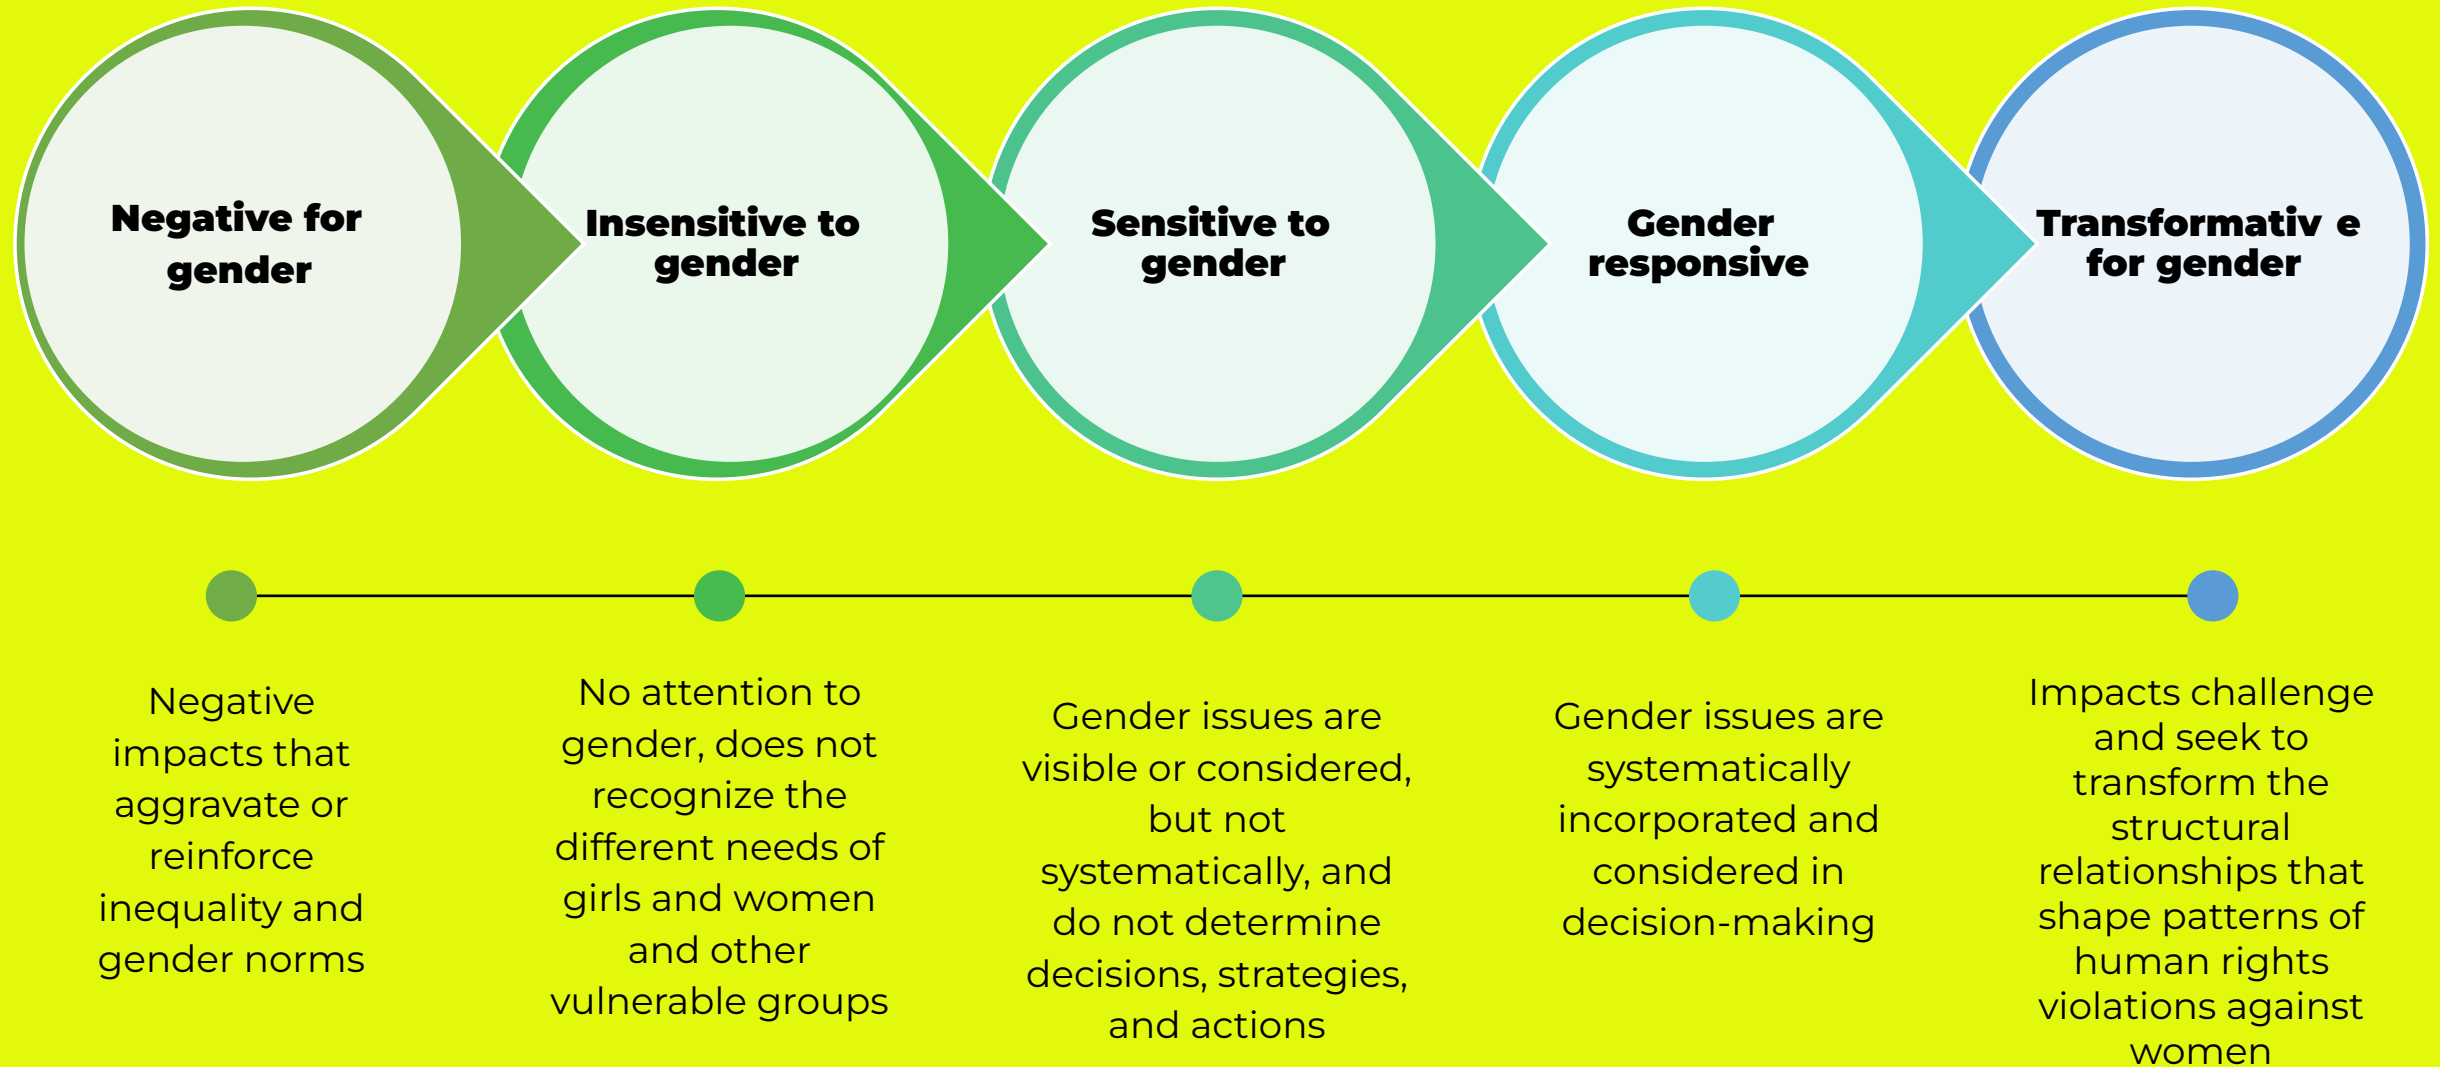 Negative for
gender
Insensitive to
gender
Sensitive to
gender
Gender
responsive
Transformativ e
for gender
Negative
impacts that
aggravate or
reinforce
inequality and
gender norms
No attention to
gender, does not
recognize the
different needs of
girls and women
and other
vulnerable groups
Gender issues are
visible or considered,
but not
systematically, and
do not determine
decisions, strategies,
and actions
Gender issues are
systematically
incorporated and
considered in
decision-making
Impacts challenge
and seek to
transform the
structural
relationships that
shape patterns of
human rights
violations against
women